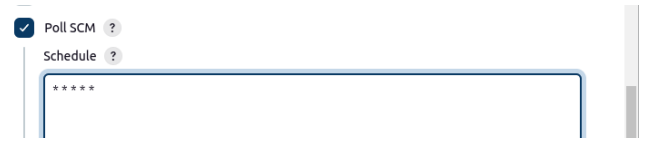 Poll SCM ?
Schedule ?
* * * * *